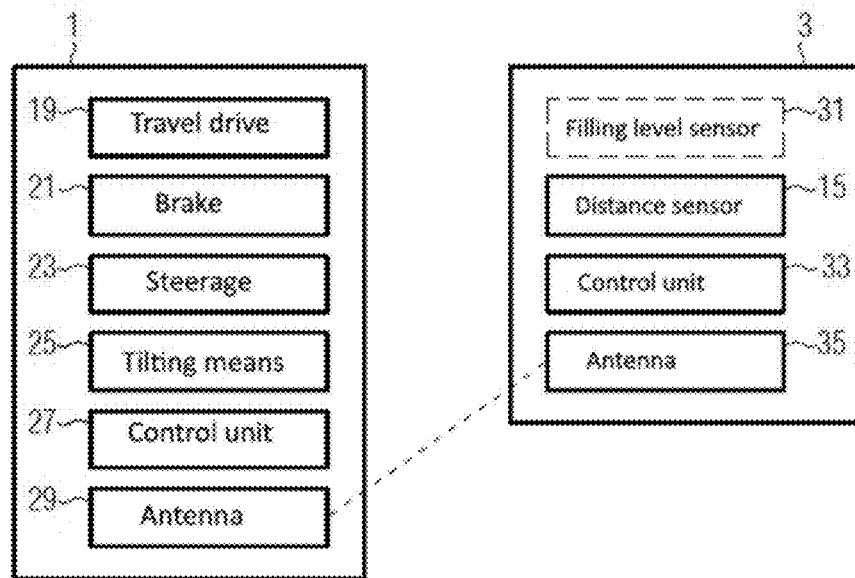 1
19 Travel drive
21 Brake
23 Steerage
25 Tilting means
27 Control unit
29 Antenna
3
Filling level sensor 31
Distance sensor 15
Control unit 33
Antenna 35